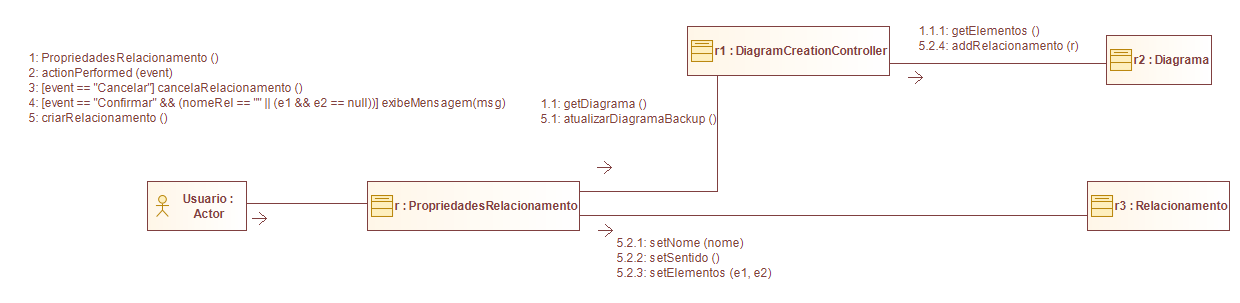 1: PropriedadesRelacionamento ()
2: actionPerformed (event)
3: [event == "Cancelar"] cancelaRelacionamento ()
4: [event == "Confirmar" && (nomeRel == "" || (e1 && e2 == null))] exibeMensagem(msg)
5: criarRelacionamento ()
r1 : DiagramCreationController
1.1.1: getElementos ()
5.2.4: addRelacionamento (r)
r2 : Diagrama
1.1: getDiagrama ()
5.1: atualizarDiagramaBackup ()
Usuario :
Actor
r : PropriedadesRelacionamento
r3 : Relacionamento
5.2.1: setNome (nome)
5.2.2: setSentido ()
5.2.3: setElementos (e1, e2)